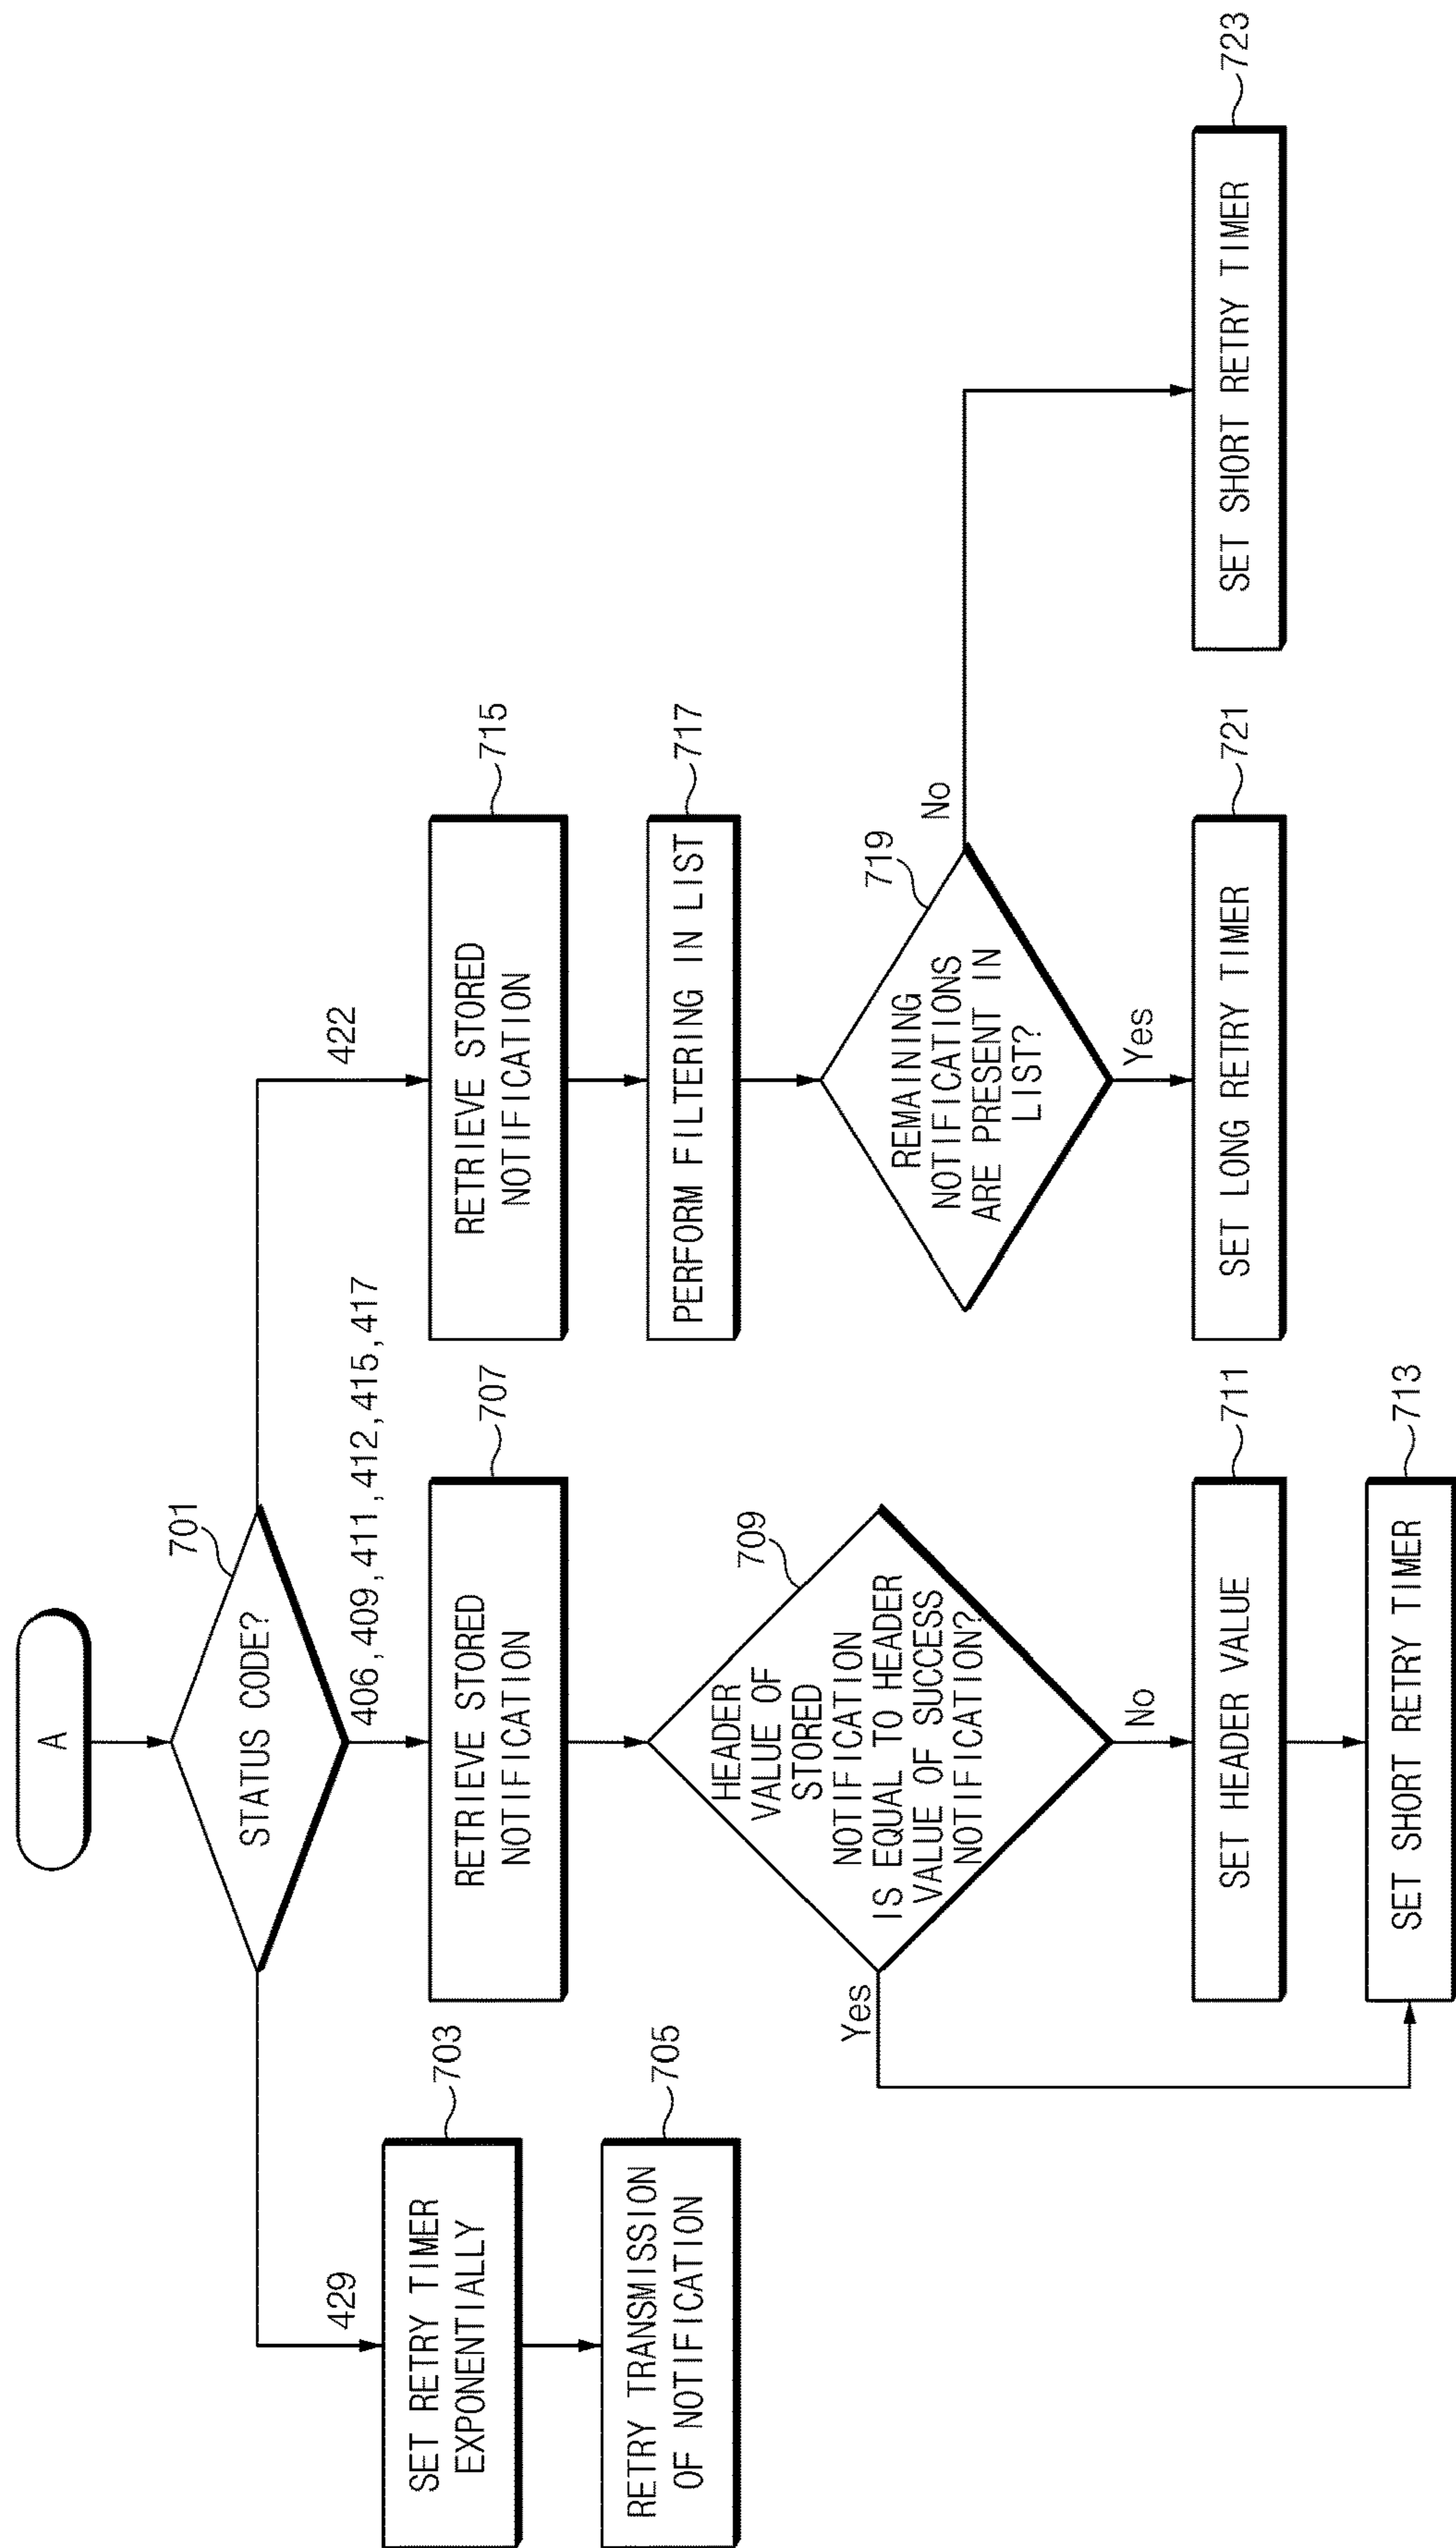 A
STATUS CODE?
701
429
406,409,411,412,415,417
422
SET RETRY TIMER
EXPONENTIALLY
703
RETRY TRANSMISSION
OF NOTIFICATION
705
RETRIEVE STORED
NOTIFICATION
707
HEADER
VALUE OF
STORED
NOTIFICATION
IS EQUAL TO HEADER
VALUE OF SUCCESS
NOTIFICATION?
709
Yes
No
SET HEADER VALUE
711
SET SHORT RETRY TIMER
713
RETRIEVE STORED
NOTIFICATION
715
PERFORM FILTERING IN LIST
717
REMAINING
NOTIFICATIONS
ARE PRESENT IN
LIST?
719
No
Yes
SET LONG RETRY TIMER
721
SET SHORT RETRY TIMER
723